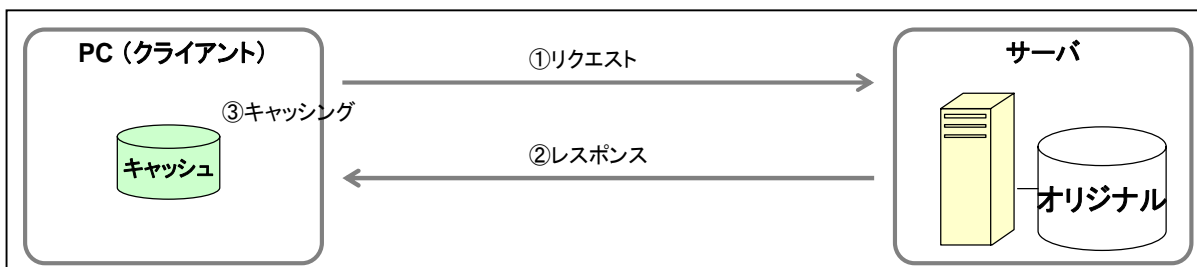 PC（クライアント）
サーバ
①リクエスト
③キャッシング
キャッシュ
②レスポンス
オリジナル